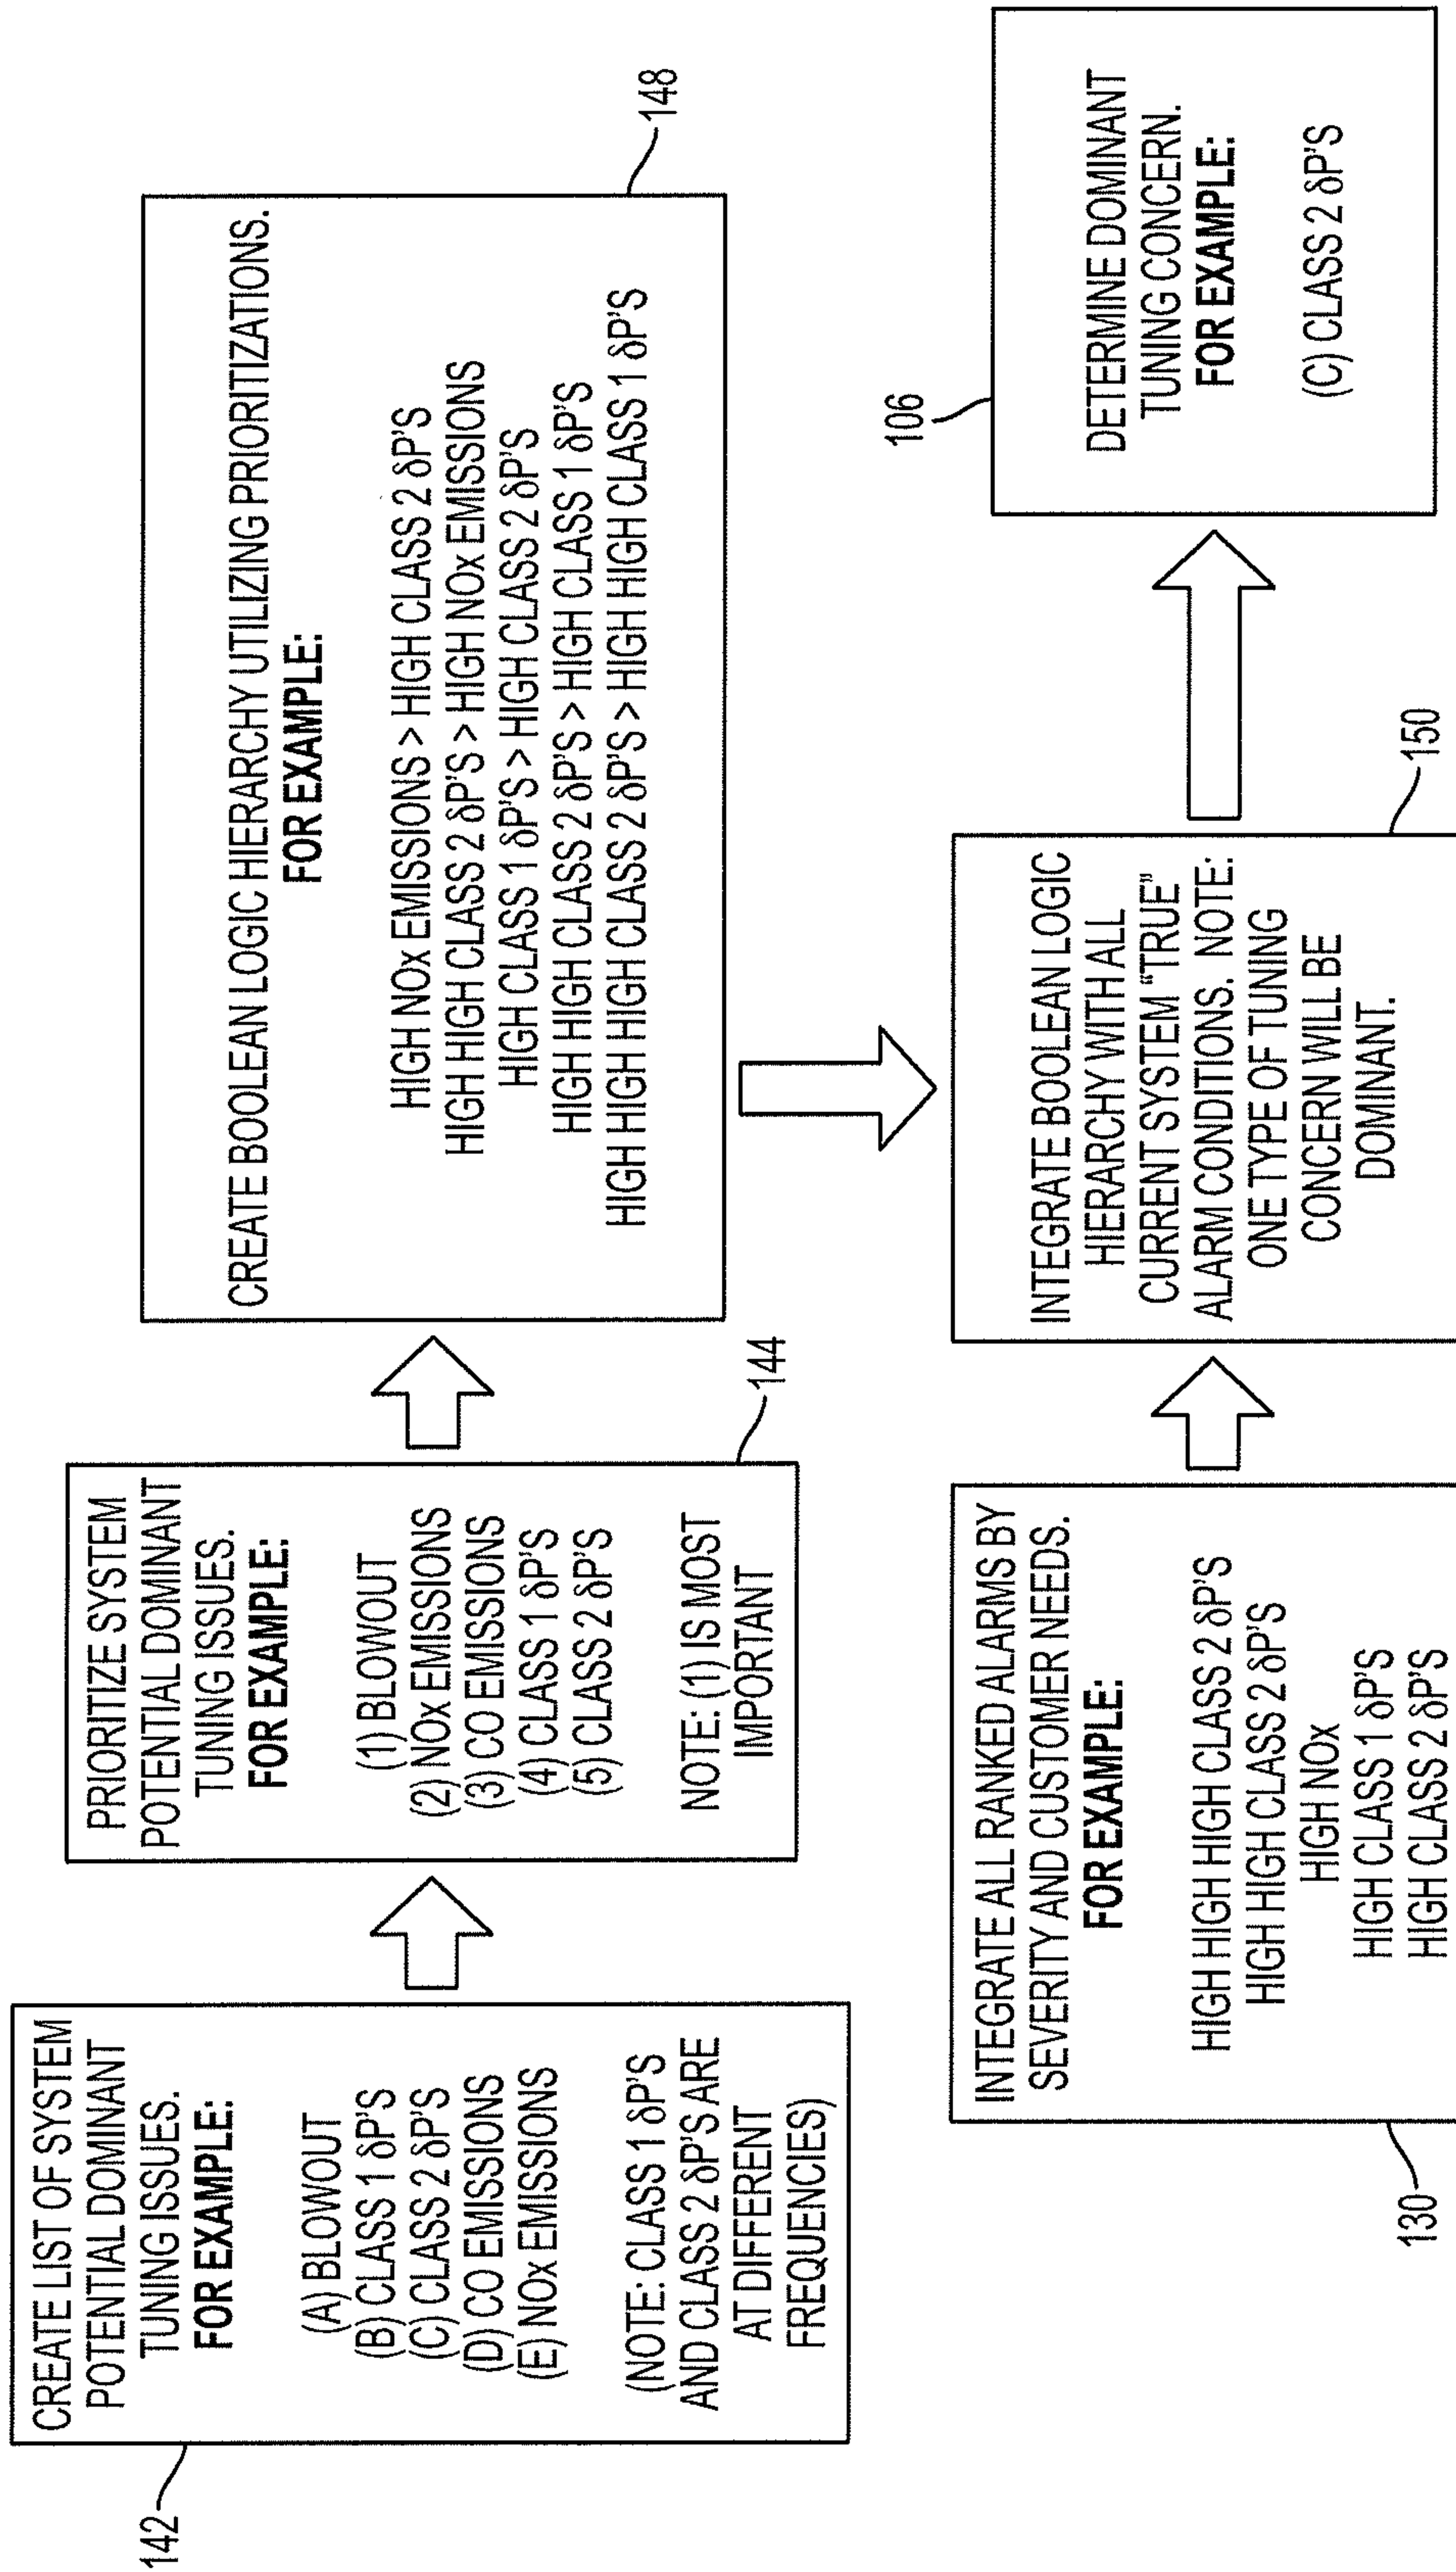 CREATE LIST OF SYSTEM
POTENTIAL DOMINANT
TUNING ISSUES.
FOR EXAMPLE:
(A) BLOWOUT
(B) CLASS 1 δP'S
(C) CLASS 2 δP'S
(D) CO EMISSIONS
(E) NOx EMISSIONS
(NOTE: CLASS 1 δP'S
AND CLASS 2 δP'S ARE
AT DIFFERENT
FREQUENCIES)
142
PRIORITIZE SYSTEM
POTENTIAL DOMINANT
TUNING ISSUES.
FOR EXAMPLE:
(1) BLOWOUT
(2) NOx EMISSIONS
(3) CO EMISSIONS
(4) CLASS 1 δP'S
(5) CLASS 2 δP'S
NOTE: (1) IS MOST
IMPORTANT
144
CREATE BOOLEAN LOGIC HIERARCHY UTILIZING PRIORITIZATIONS.
FOR EXAMPLE:
HIGH NOx EMISSIONS > HIGH CLASS 2 δP'S
HIGH HIGH CLASS 2 δP'S > HIGH NOx EMISSIONS
HIGH CLASS 1 δP'S > HIGH CLASS 2 δP'S
HIGH HIGH CLASS 2 δP'S > HIGH CLASS 1 δP'S
HIGH HIGH HIGH CLASS 2 δP'S > HIGH HIGH CLASS 1 δP'S
148
INTEGRATE ALL RANKED ALARMS BY
SEVERITY AND CUSTOMER NEEDS.
FOR EXAMPLE:
HIGH HIGH HIGH CLASS 2 δP'S
HIGH HIGH CLASS 2 δP'S
HIGH NOx
HIGH CLASS 1 δP'S
HIGH CLASS 2 δP'S
130
INTEGRATE BOOLEAN LOGIC
HIERARCHY WITH ALL
CURRENT SYSTEM "TRUE"
ALARM CONDITIONS. NOTE:
ONE TYPE OF TUNING
CONCERN WILL BE
DOMINANT.
150
106
DETERMINE DOMINANT
TUNING CONCERN.
FOR EXAMPLE:
(C) CLASS 2 δP'S